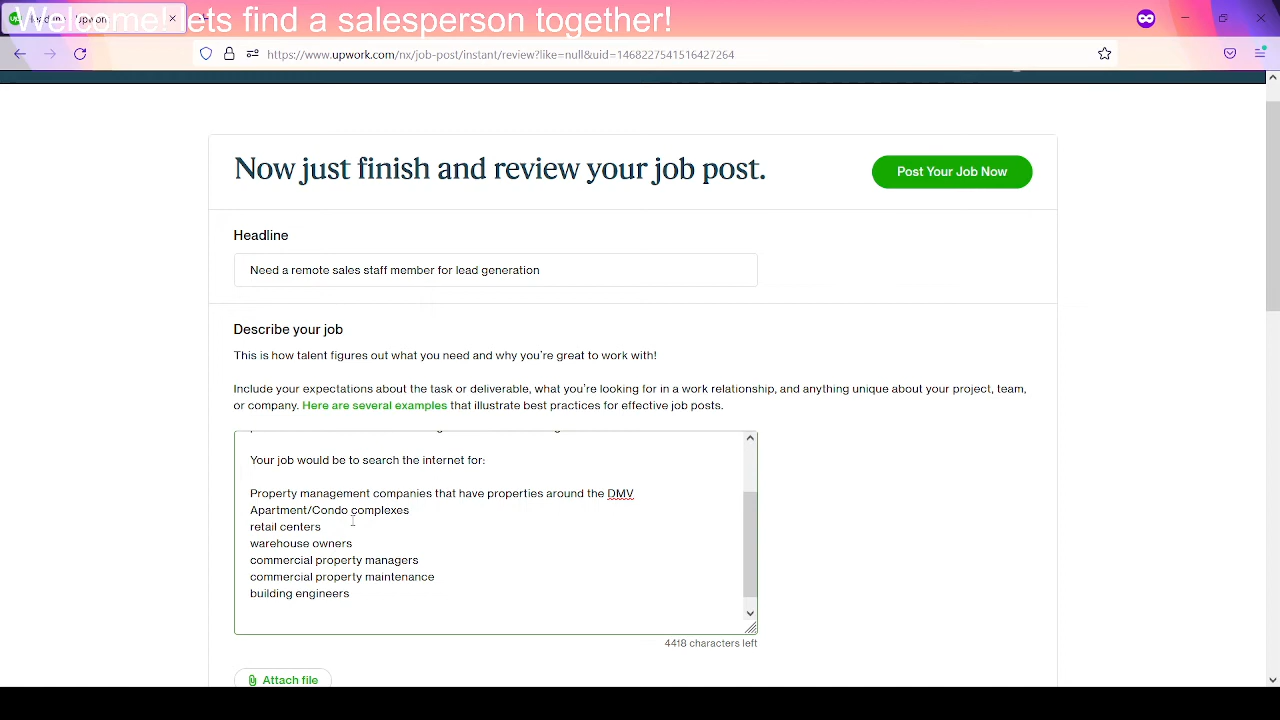 Welcome! lets find a salesperson together!
https://www.upwork.com/nx/job-post/instant/review?like=null&uid=1468227541516427264
Now just finish and review your job post.
Post Your Job Now
Headline
Need a remote sales staff member for lead generation
Describe your job
This is how talent figures out what you need and why you're great to work with!
Include your expectations about the task or deliverable, what you're looking for in a work relationship, and anything unique about your project, team,
or company. Here are several examples that illustrate best practices for effective job posts.
Your job would be to search the internet for:
Property management companies that have properties around the DMV
Apartment/Condo complexes
retail centers
warehouse owners
commercial property managers
commercial property maintenance
building engineers
4418 characters left
Attach file